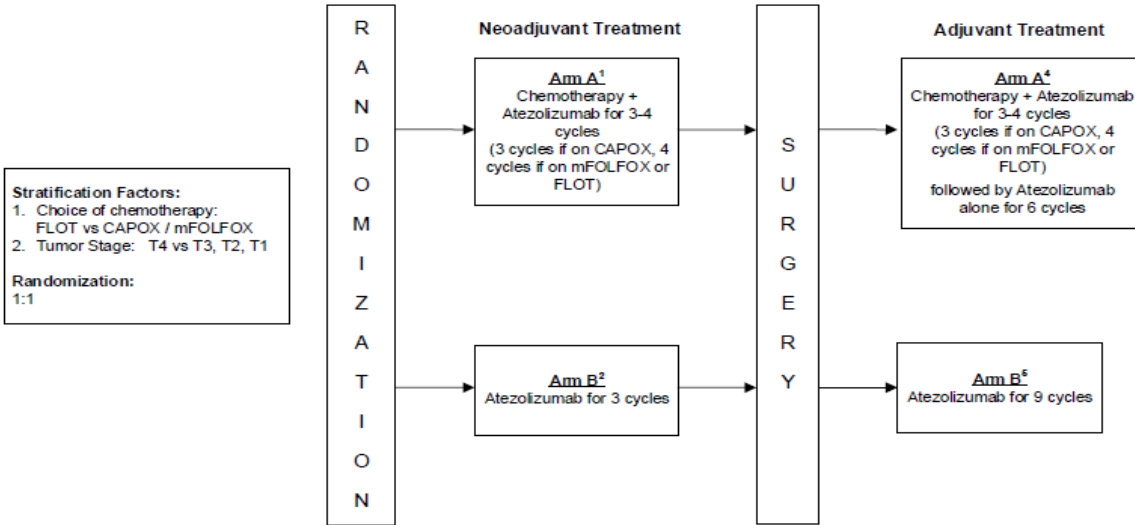 Stratification Factors:
1. Choice of chemotherapy:
FLOT vs CAPOX / mFOLFOX
2. Tumor Stage: T4 vs T3, T2, T1
Randomization:
1:1
R
A
N
D
O
M
I
Z
A
T
I
O
N
Neoadjuvant Treatment
Arm A¹
Chemotherapy +
Atezolizumab for 3-4
cycles
(3 cycles if on CAPOX, 4
cycles if on mFOLFOX or
FLOT)
Arm B²
Atezolizumab for 3 cycles
S
U
R
G
E
R
Y
Adjuvant Treatment
Arm A⁴
Chemotherapy + Atezolizumab
for 3-4 cycles
(3 cycles if on CAPOX, 4
cycles if on mFOLFOX or
FLOT)
followed by Atezolizumab
alone for 6 cycles
Arm B⁵
Atezolizumab for 9 cycles